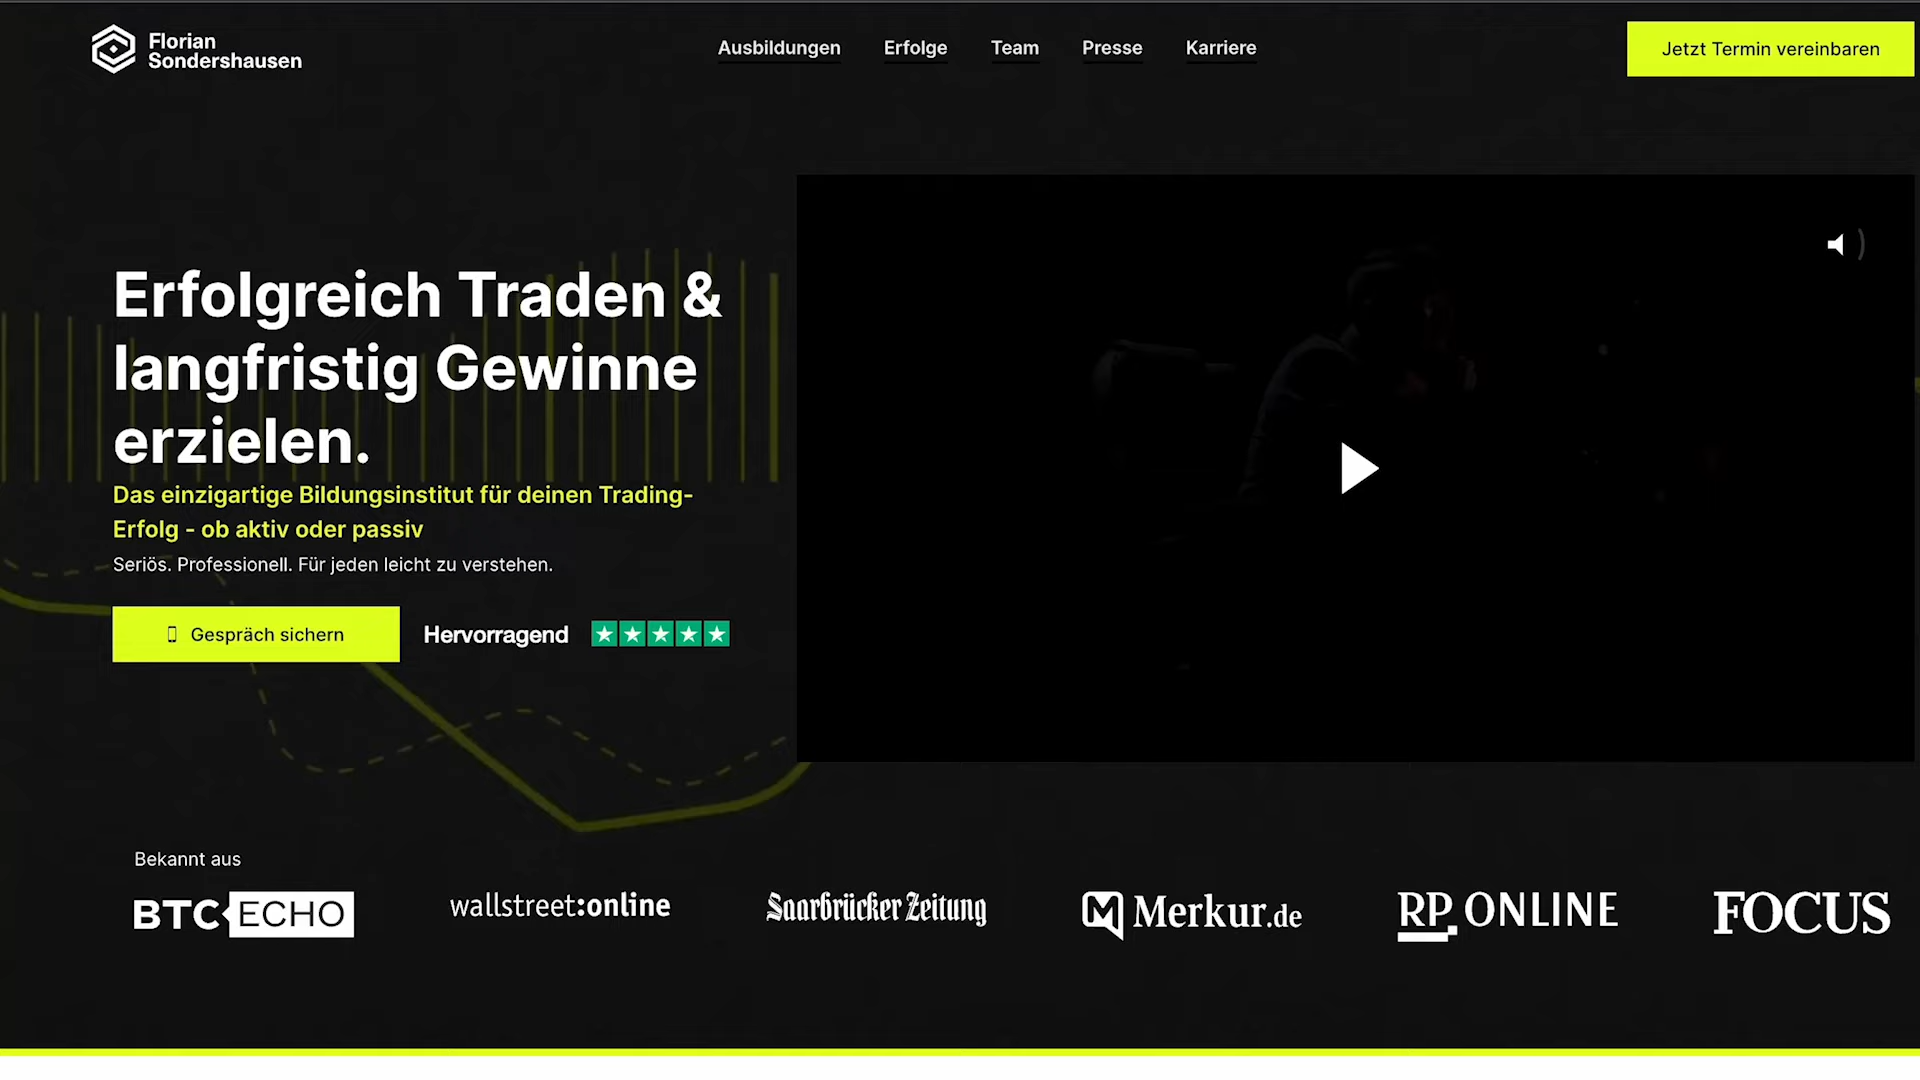 Florian
Sondershausen
Ausbildungen
Erfolge
Team
Presse
Karriere
Jetzt Termin vereinbaren
Erfolgreich Traden &
langfristig Gewinne
erzielen.
Das einzigartige Bildungsinstitut für deinen Trading-
Erfolg - ob aktiv oder passiv
Seriös. Professionell. Für jeden leicht zu verstehen.
Gespräch sichern
Hervorragend
Bekannt aus
BTC ECHO
wallstreet:online
Saarbrücker Zeitung
Merkur.de
RP ONLINE
FOCUS